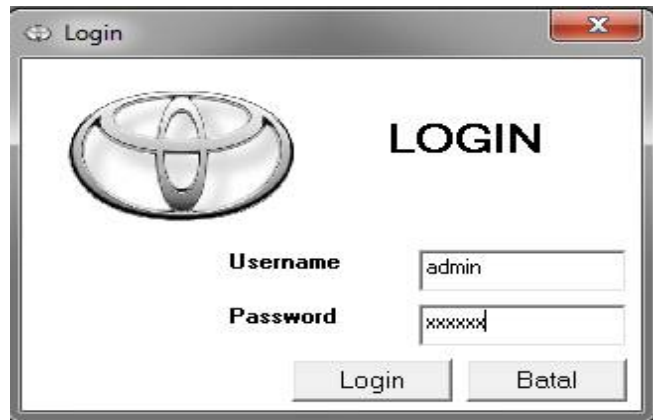 Login
LOGIN
Username admin
Password xxxxxx
Login Batal